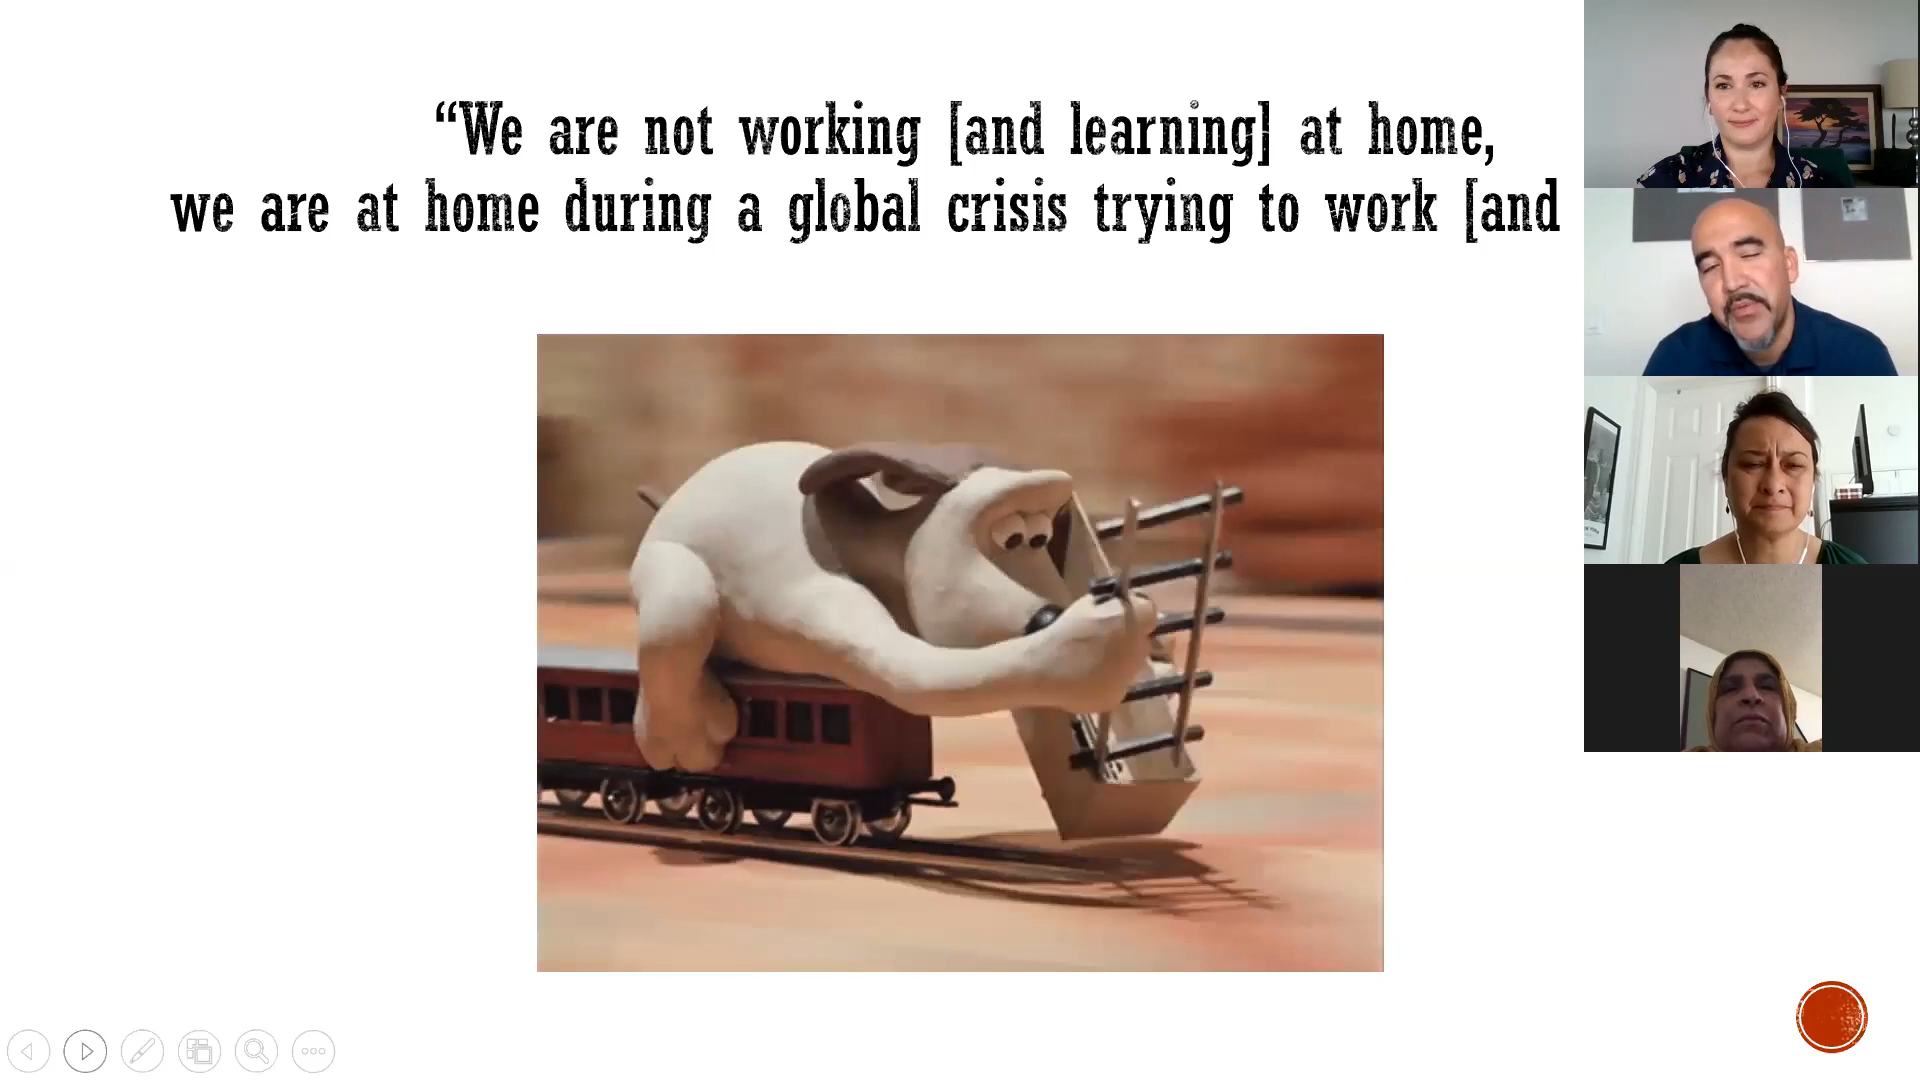 “We are not working [and learning] at home,
we are at home during a global crisis trying to work [and